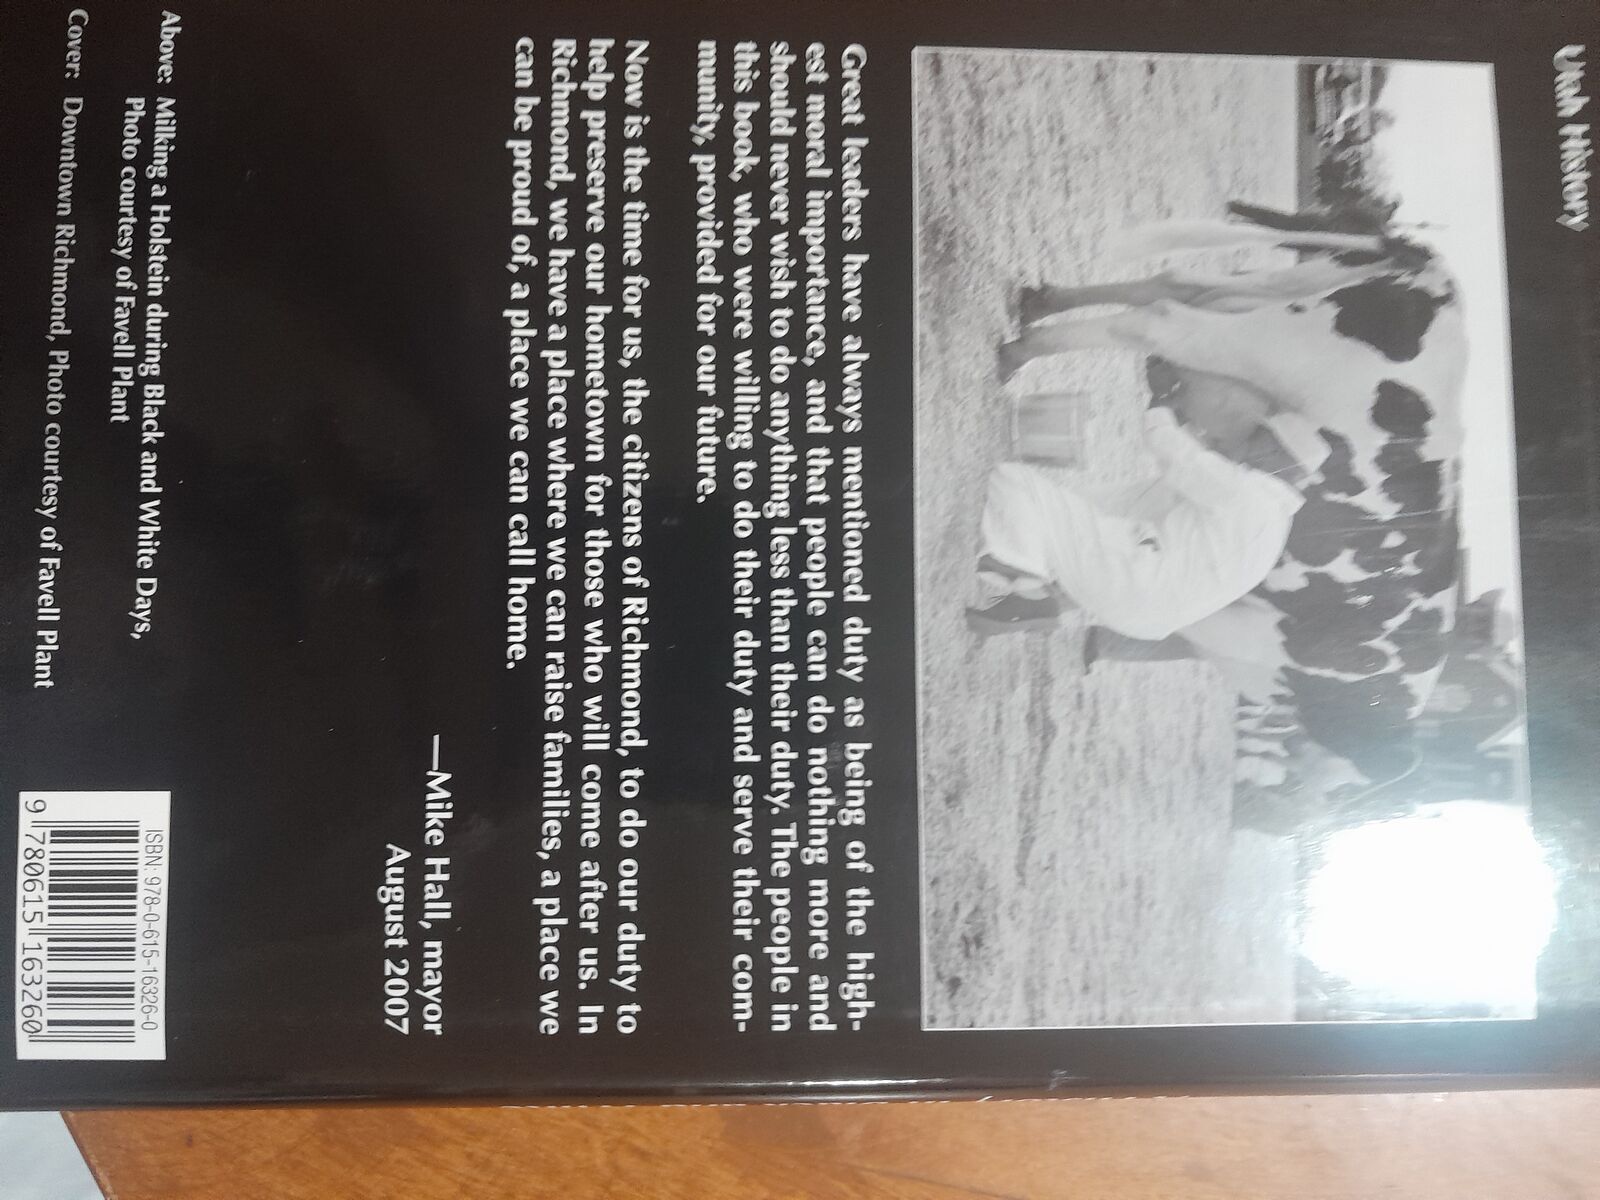 Utah History
Great leaders have always mentioned duty as being of the high-
est moral importance, and that people can do nothing more and
should never wish to do anything less than their duty. The people in
this book, who were willing to do their duty and serve their com-
munity, provided for our future.
Now is the time for us, the citizens of Richmond, to do our duty to
help preserve our hometown for those who will come after us. In
Richmond, we have a place where we can raise families, a place we
can be proud of, a place we can call home.
—Mike Hall, mayor
August 2007
Above: Milking a Holstein during Black and White Days,
Photo courtesy of Favell Plant
Cover: Downtown Richmond, Photo courtesy of Favell Plant
ISBN: 978-0-615-16326-0
9 780615 163260